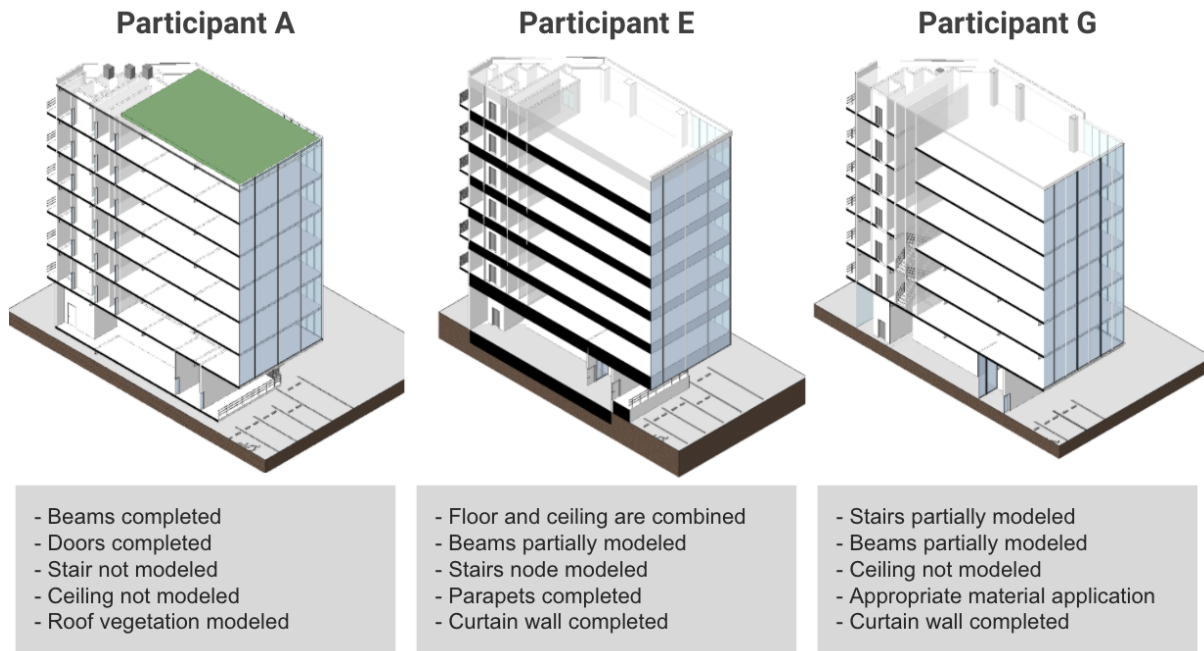 Participant A
Participant E
Participant G
- Beams completed
- Doors completed
- Stair not modeled
- Ceiling not modeled
- Roof vegetation modeled
- Floor and ceiling are combined
- Beams partially modeled
- Stairs node modeled
- Parapets completed
- Curtain wall completed
- Stairs partially modeled
- Beams partially modeled
- Ceiling not modeled
- Appropriate material application
- Curtain wall completed